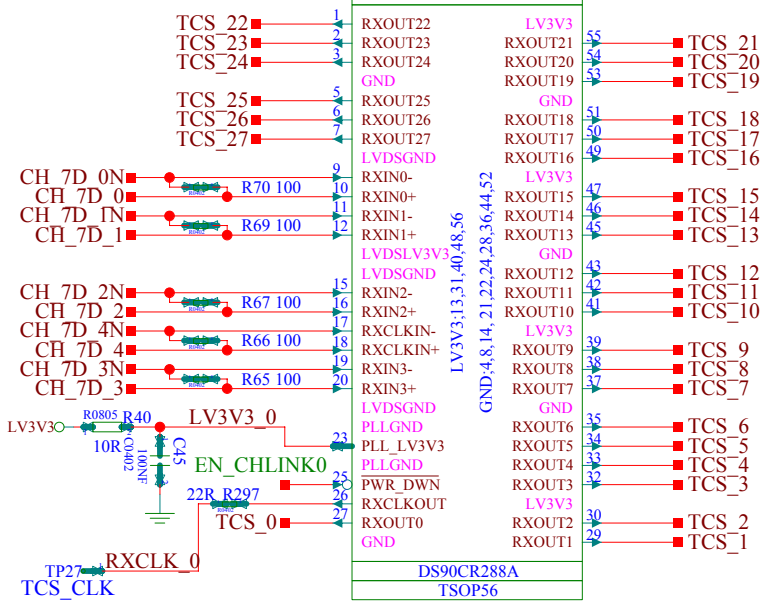 TCS_22 1 RXOUT22 LV3V3
TCS_23 2 RXOUT23 RXOUT21 55 TCS_21
TCS_24 3 RXOUT24 RXOUT20 54 TCS_20
GND RXOUT19 53 TCS_19
TCS_25 5 RXOUT25 GND
TCS_26 6 RXOUT26 RXOUT18 51 TCS_18
TCS_27 7 RXOUT27 RXOUT17 50 TCS_17
LVDSGND RXOUT16 49 TCS_16
CH_7D_0N 9 RXIN0- LV3V3
CH_7D_0 R0402 R70 100 10 RXIN0+ RXOUT15 47 TCS_15
CH_7D_1N 11 RXIN1- RXOUT14 46 TCS_14
CH_7D_1 R0402 R69 100 12 RXIN1+ RXOUT13 45 TCS_13
LVDSLV3V3 GND
LVDSGND RXOUT12 43 TCS_12
CH_7D_2N 15 RXIN2- RXOUT11 42 TCS_11
CH_7D_2 R0402 R67 100 16 RXIN2+ RXOUT10 41 TCS_10
CH_7D_4N 17 RXCLKIN- LV3V3
CH_7D_4 R0402 R66 100 18 RXCLKIN+ RXOUT9 39 TCS_9
CH_7D_3N 19 RXIN3- RXOUT8 38 TCS_8
CH_7D_3 R0402 R65 100 20 RXIN3+ RXOUT7 37 TCS_7
LVDSGND GND
LV3V3 R0805 R40 LV3V3_0 PLLGND RXOUT6 35 TCS_6
10R 23 PLL_LV3V3 RXOUT5 34 TCS_5
C45
C0402
100NF
PLLGND RXOUT4 33 TCS_4
EN_CHLINK0 25 PWR_DWN RXOUT3 32 TCS_3
22R R297 R0402 26 RXCLKOUT LV3V3
TCS_0 27 RXOUT0 RXOUT2 30 TCS_2
GND RXOUT1 29 TCS_1
RXCLK_0
TP27
TCS_CLK
LV3V3;13,31,40,48,56
GND;4,8,14, 21,22,24,28,36,44,52
DS90CR288A
TSOP56